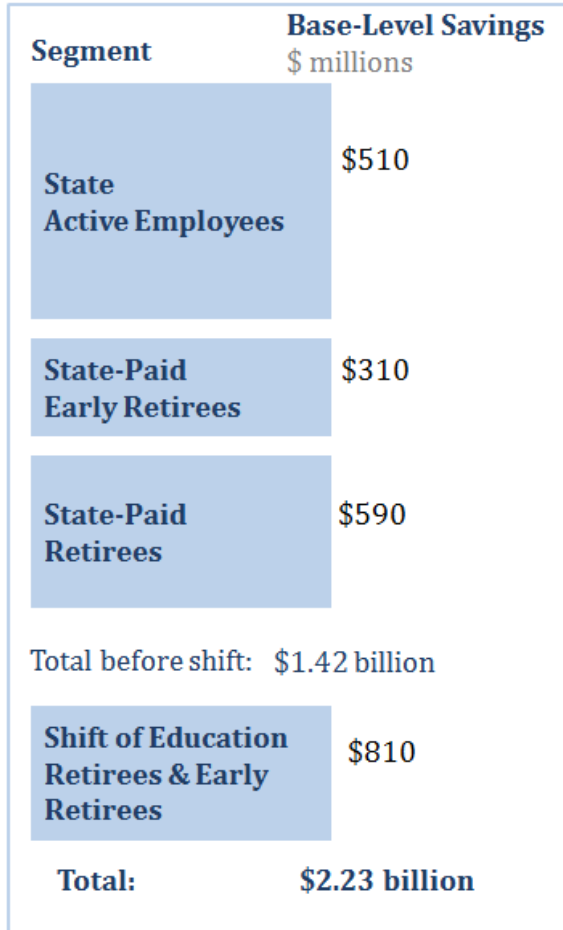 Segment
Base-Level Savings
$ millions
State
Active Employees
$510
State-Paid
Early Retirees
$310
State-Paid
Retirees
$590
Total before shift: $1.42 billion
Shift of Education
Retirees & Early
Retirees
$810
Total: $2.23 billion